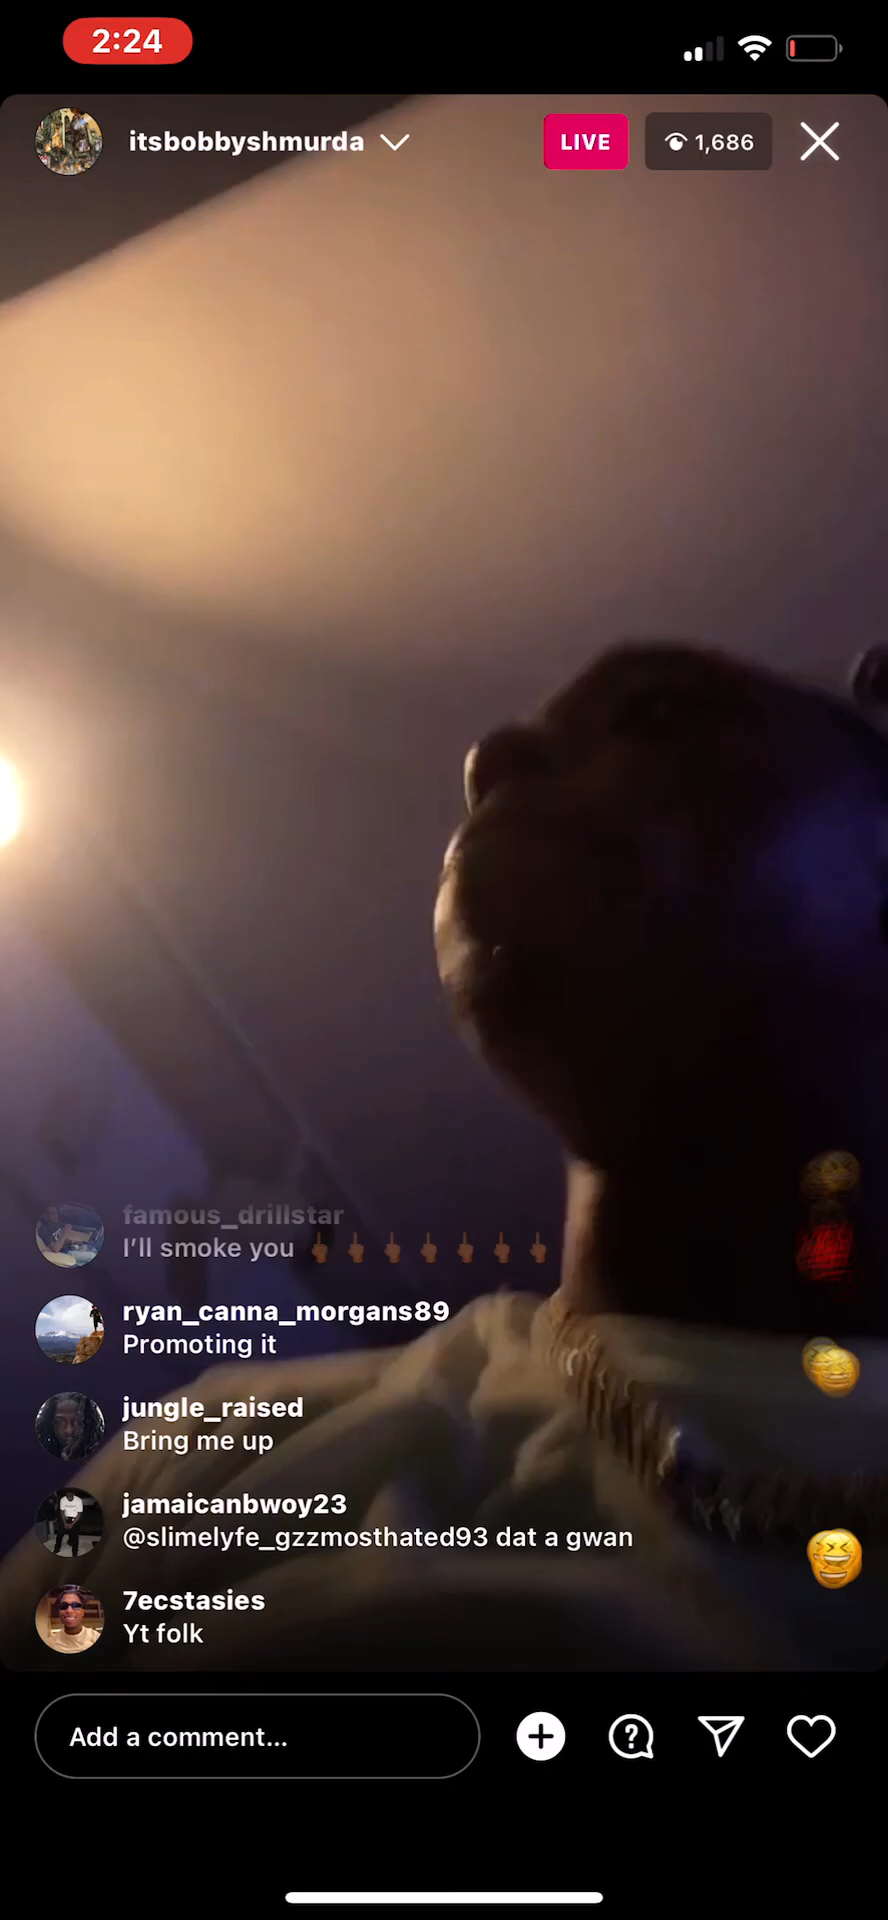 2:24
itsbobbyshmurda
LIVE
1,686
famous_drillstar
I'll smoke you 🖕🏾🖕🏾🖕🏾🖕🏾🖕🏾🖕🏾🖕🏾
ryan_canna_morgans89
Promoting it
jungle_raised
Bring me up
jamaicanbwoy23
@slimelyfe_gzzmosthated93 dat a gwan
7ecstasies
Yt folk
Add a comment...